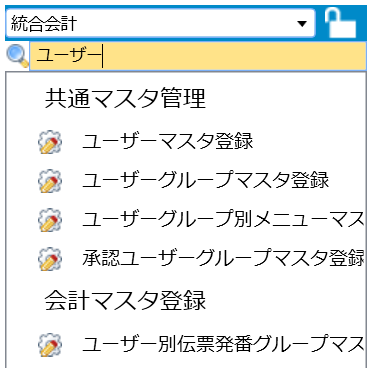 統合会計
ユーザー
共通マスタ管理
ユーザーマスタ登録
ユーザーグループマスタ登録
ユーザーグループ別メニューマス
承認ユーザーグループマスタ登録
会計マスタ登録
ユーザー別伝票発番グループマス